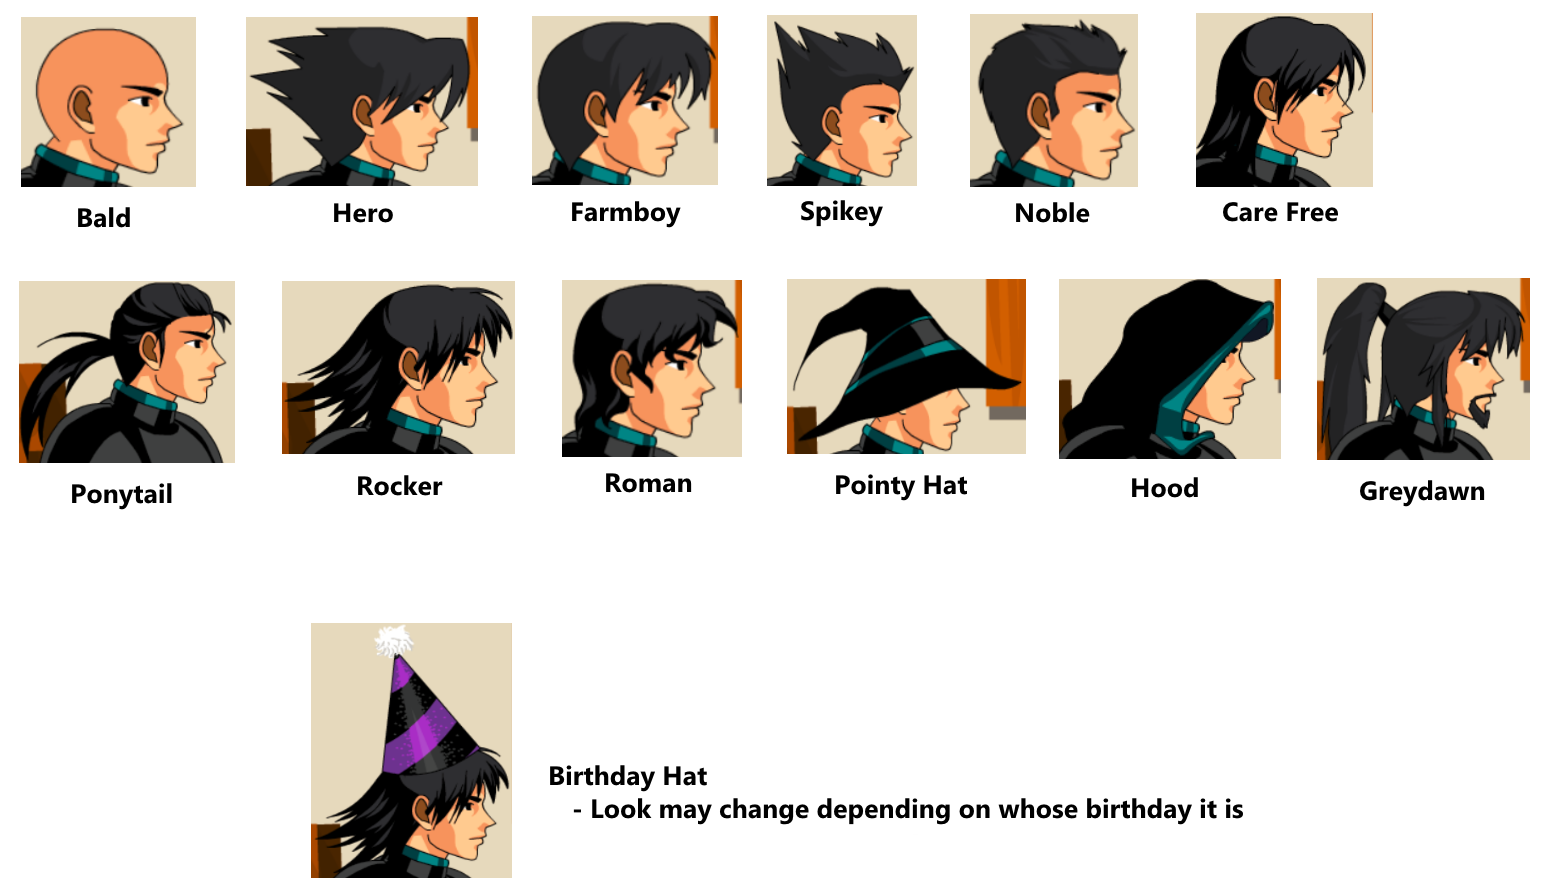 Bald
Hero
Farmboy
Spikey
Noble
Care Free
Ponytail
Rocker
Roman
Pointy Hat
Hood
Greydawn
Birthday Hat
- Look may change depending on whose birthday it is